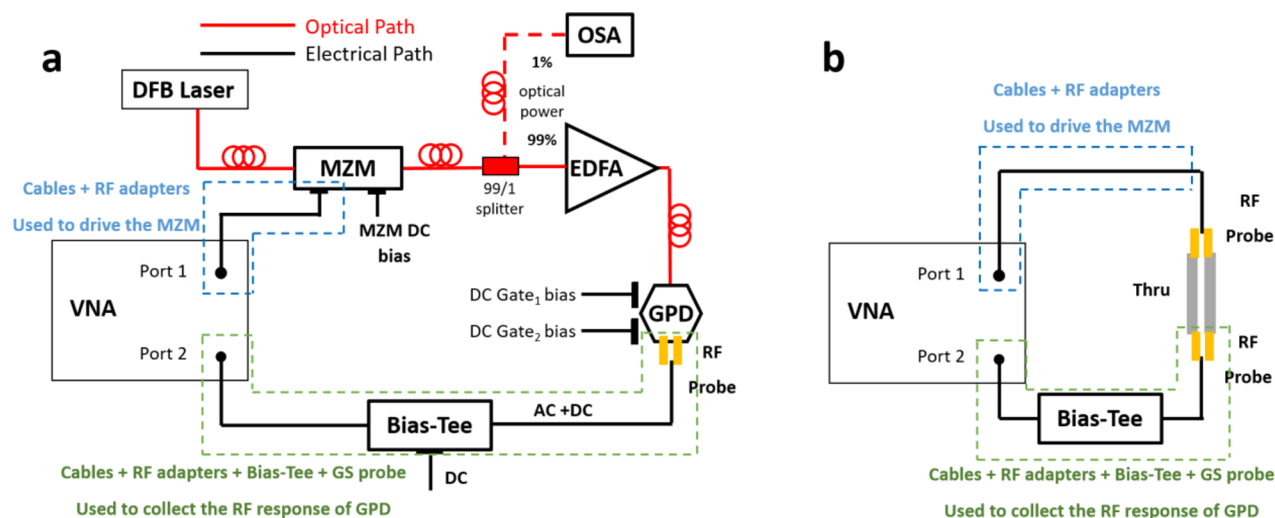 a
Optical Path
Electrical Path
OSA
1%
optical
power
99%
DFB Laser
MZM
99/1
splitter
EDFA
Cables + RF adapters
Used to drive the MZM
MZM DC
bias
Port 1
VNA
Port 2
DC Gate₁ bias
DC Gate₂ bias
GPD
RF
Probe
Bias-Tee
AC +DC
DC
Cables + RF adapters + Bias-Tee + GS probe
Used to collect the RF response of GPD
b
Cables + RF adapters
Used to drive the MZM
RF
Probe
Port 1
VNA
Port 2
Thru
RF
Probe
Bias-Tee
Cables + RF adapters + Bias-Tee + GS probe
Used to collect the RF response of GPD